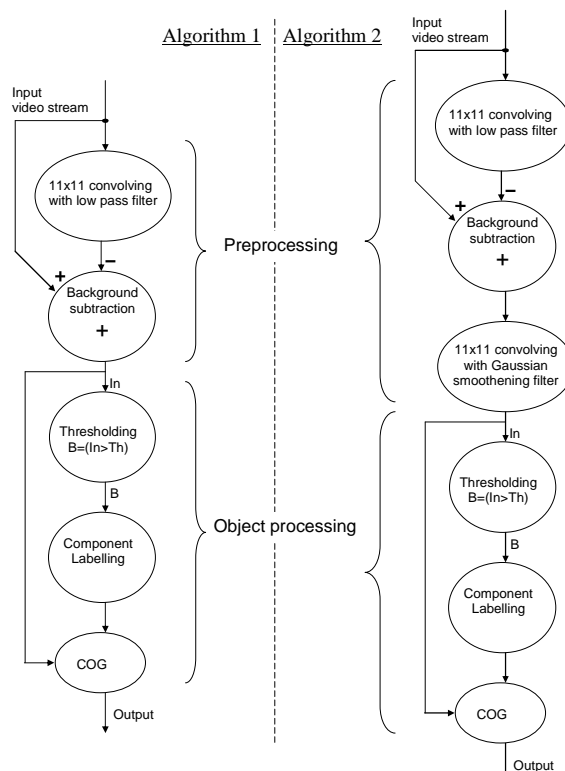 Algorithm 1
Algorithm 2
Input
video stream
11x11 convolving
with low pass filter
−
+
Background
subtraction
+
In
Thresholding
B=(In>Th)
B
Component
Labelling
COG
Output
Preprocessing
Object processing
Input
video stream
11x11 convolving
with low pass filter
−
+
Background
subtraction
+
11x11 convolving
with Gaussian
smoothening filter
In
Thresholding
B=(In>Th)
B
Component
Labelling
COG
Output